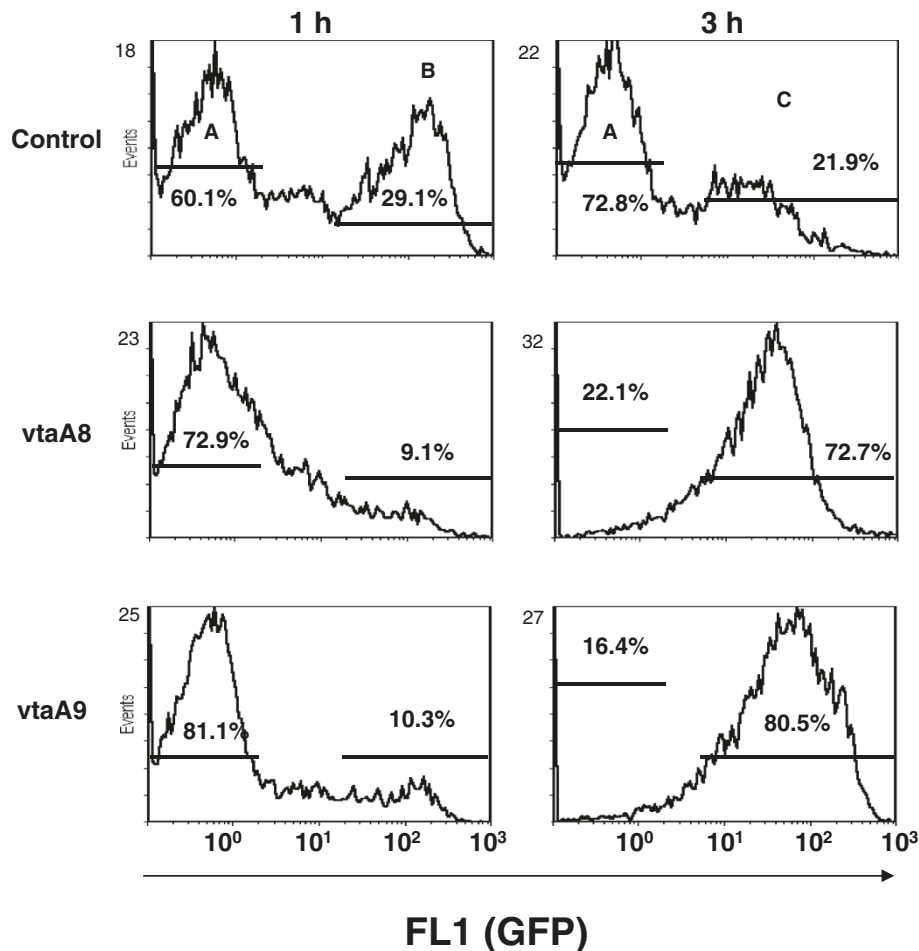 1 h
3 h
Control
18
Events
A
B
60.1%
29.1%
22
A
C
72.8%
21.9%
vtaA8
23
Events
72.9%
9.1%
32
22.1%
72.7%
vtaA9
25
Events
81.1%
10.3%
27
16.4%
80.5%
10⁰ 10¹ 10² 10³
10⁰ 10¹ 10² 10³
FL1 (GFP)